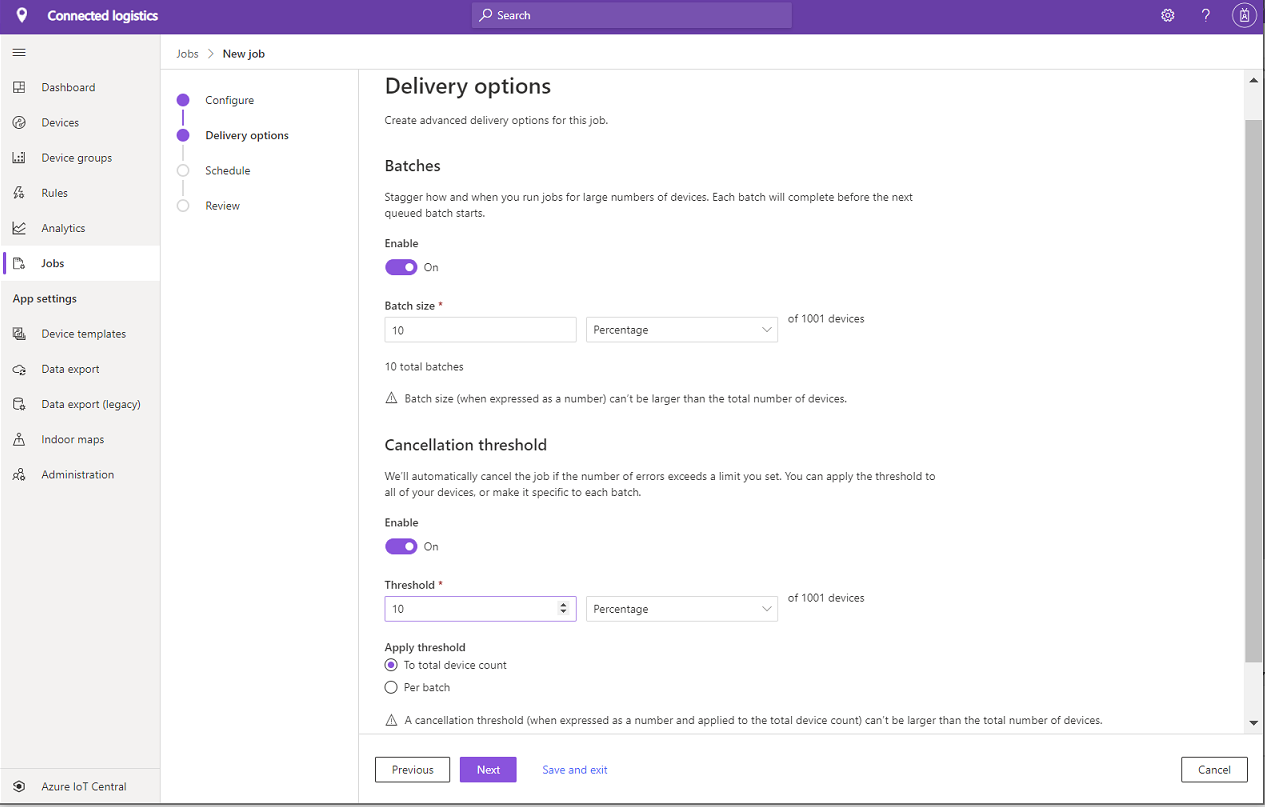 Connected logistics
Search
?
Jobs > New job
Dashboard
Devices
Device groups
Rules
Analytics
Jobs
App settings
Device templates
Data export
Data export (legacy)
Indoor maps
Administration
Azure IoT Central
Configure
Delivery options
Schedule
Review
Delivery options
Create advanced delivery options for this job.
Batches
Stagger how and when you run jobs for large numbers of devices. Each batch will complete before the next
queued batch starts.
Enable
On
Batch size *
10 Percentage of 1001 devices
10 total batches
Batch size (when expressed as a number) can't be larger than the total number of devices.
Cancellation threshold
We'll automatically cancel the job if the number of errors exceeds a limit you set. You can apply the threshold to
all of your devices, or make it specific to each batch.
Enable
On
Threshold *
10 Percentage of 1001 devices
Apply threshold
To total device count
Per batch
A cancellation threshold (when expressed as a number and applied to the total device count) can't be larger than the total number of devices.
Previous Next Save and exit Cancel